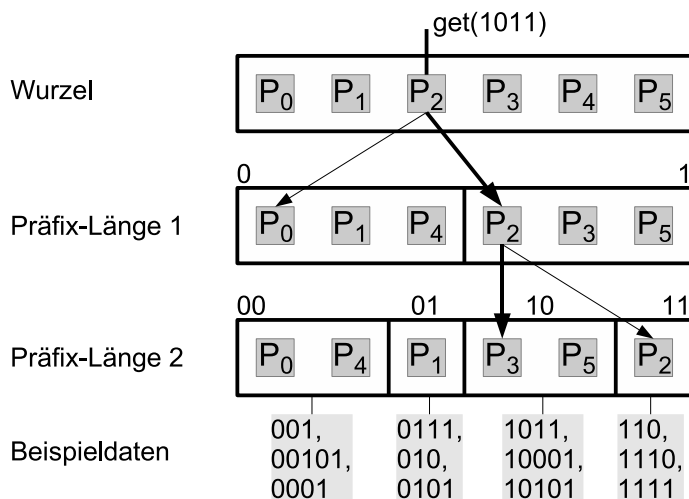 get(1011)
Wurzel P0 P1 P2 P3 P4 P5
0 1
Präfix-Länge 1 P0 P1 P4 P2 P3 P5
00 01 10 11
Präfix-Länge 2 P0 P4 P1 P3 P5 P2
001, 0111, 1011, 110,
Beispieldaten 00101, 010, 10001, 1110,
0001 0101 10101 1111